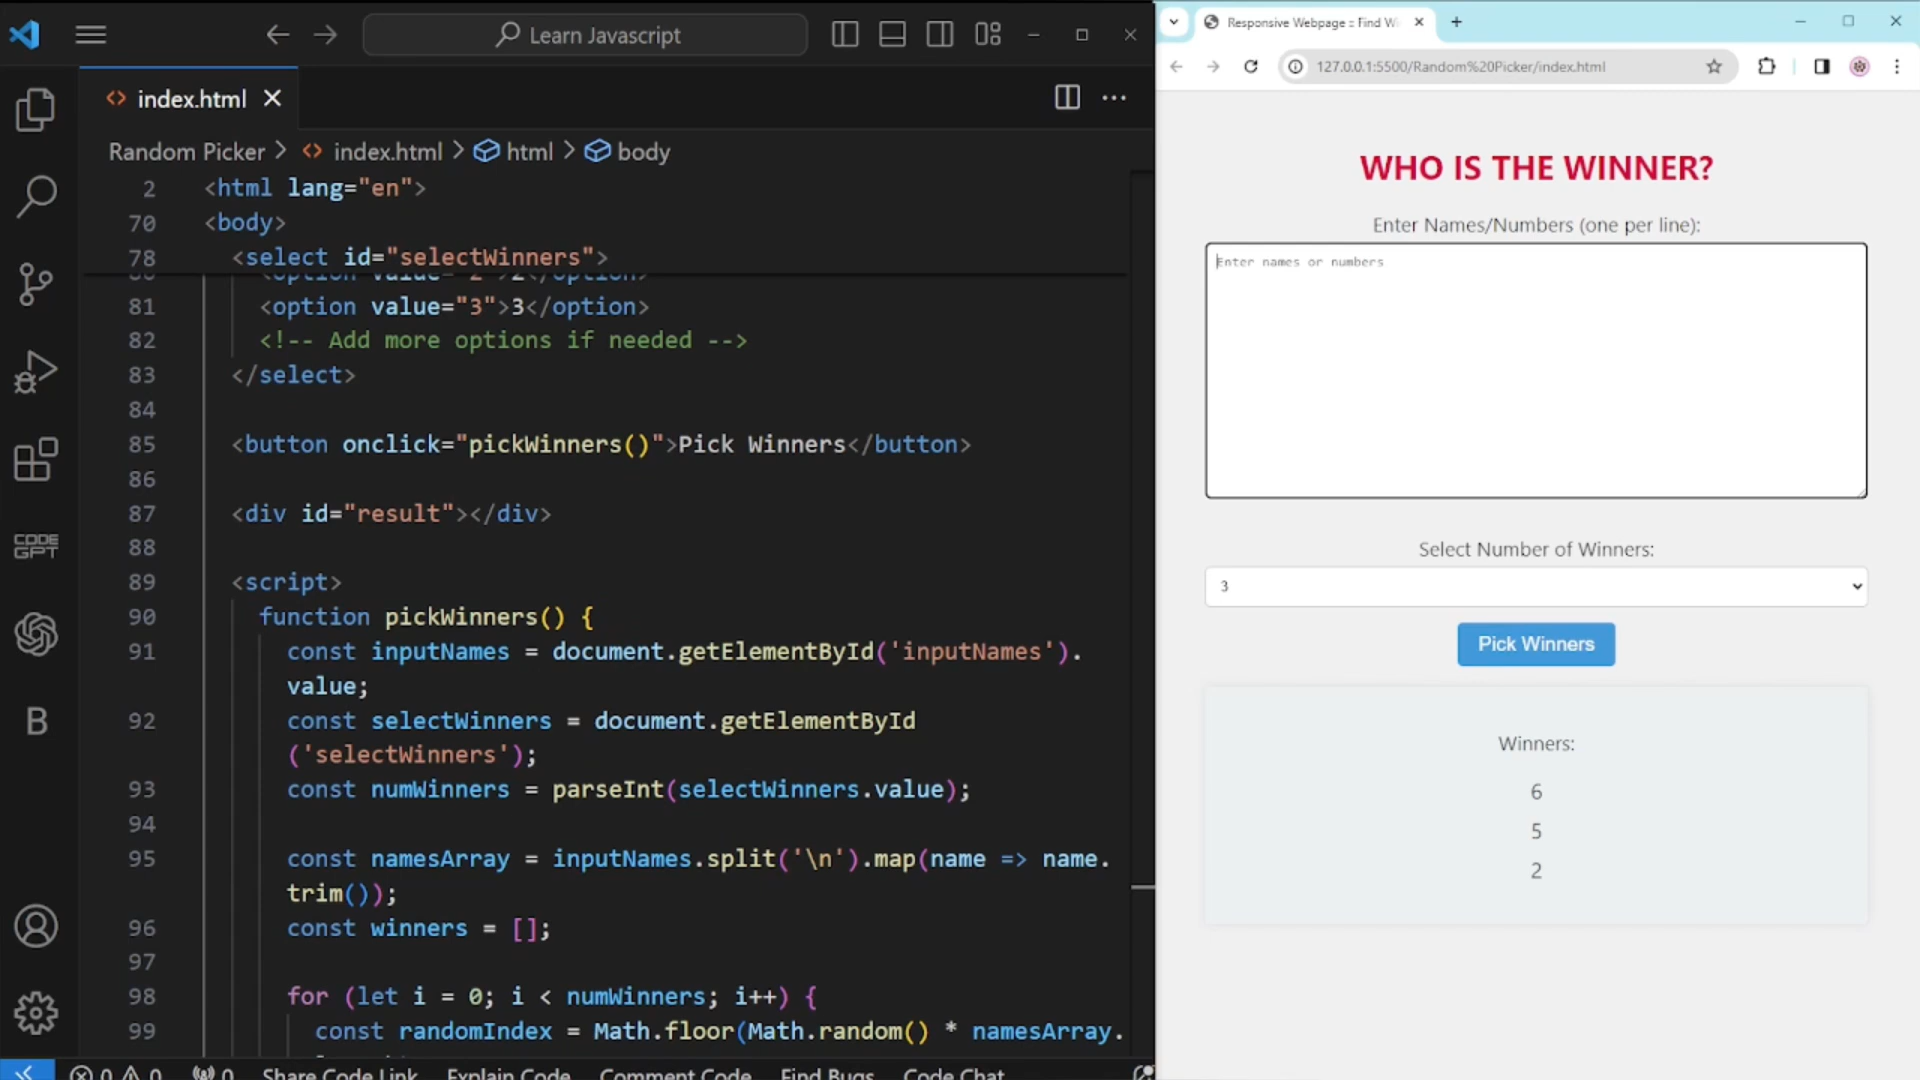 Learn Javascript
index.html
Random Picker > index.html > html > body
2 <html lang="en">
70 <body>
78 <select id="selectWinners">
81 <option value="3">3</option>
82 <!-- Add more options if needed -->
83 </select>
84
85 <button onclick="pickWinners()">Pick Winners</button>
86
87 <div id="result"></div>
88
89 <script>
90 function pickWinners() {
91 const inputNames = document.getElementById('inputNames').
value;
92 const selectWinners = document.getElementById
('selectWinners');
93 const numWinners = parseInt(selectWinners.value);
94
95 const namesArray = inputNames.split('\n').map(name => name.
trim());
96 const winners = [];
97
98 for (let i = 0; i < numWinners; i++) {
99 const randomIndex = Math.floor(Math.random() * namesArray.
CODE
GPT
B
0 0 0 Share Code Link Explain Code Comment Code Find Bugs Code Chat
Responsive Webpage :: Find Wi
127.0.0.1:5500/Random%20Picker/index.html
WHO IS THE WINNER?
Enter Names/Numbers (one per line):
Enter names or numbers
Select Number of Winners:
3
Pick Winners
Winners:
6
5
2